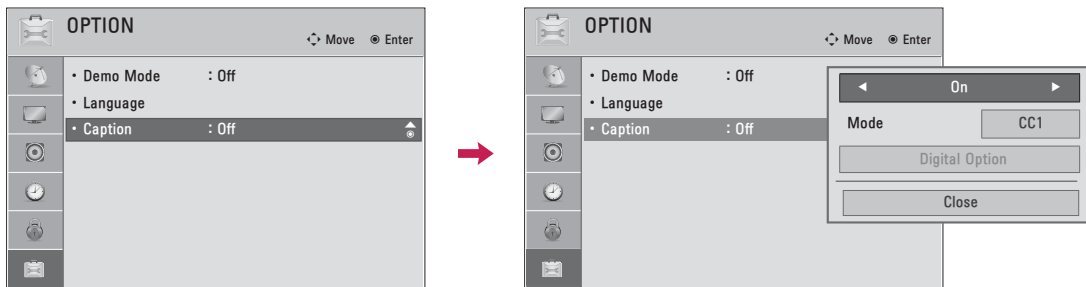 OPTION
Move Enter
• Demo Mode : Off
• Language
• Caption : Off
OPTION
Move Enter
• Demo Mode : Off
• Language
• Caption : Off
◀ On ▶
Mode CC1
Digital Option
Close